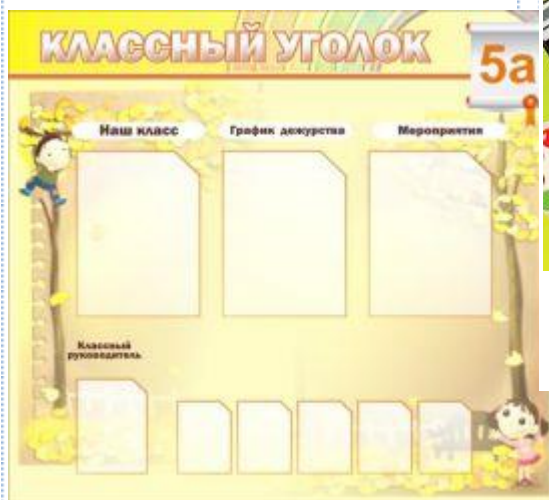 КЛАССНЫЙ УГОЛОК
5а
Наш класс
График дежурства
Мероприятия
Классный
руководитель